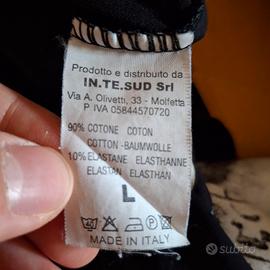 Prodotto e distribuito da
IN.TE.SUD Srl
Via A. Olivetti, 33 - Molfetta
P IVA 05844570720
90% COTONE COTON
COTTON - BAUMWOLLE
10% ELASTANE ELASTHANNE
ELASTAN ELASTHAN
L
MADE IN ITALY
subito